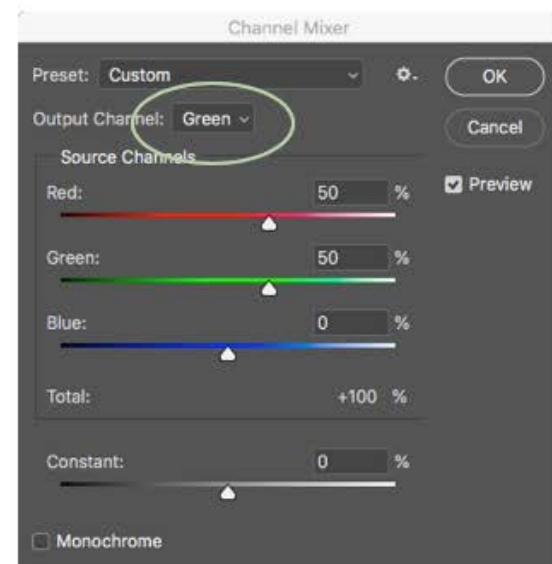 Channel Mixer
Preset: Custom
OK
Output Channel: Green
Cancel
Source Channels
Preview
Red: 50 %
Green: 50 %
Blue: 0 %
Total: +100 %
Constant: 0 %
Monochrome